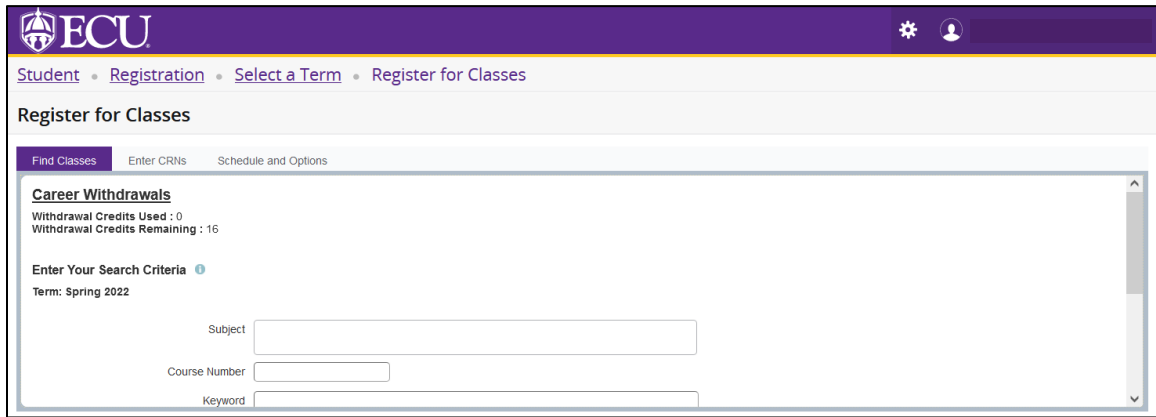 ECU
Student • Registration • Select a Term • Register for Classes
Register for Classes
Find Classes Enter CRNs Schedule and Options
Career Withdrawals
Withdrawal Credits Used : 0
Withdrawal Credits Remaining : 16
Enter Your Search Criteria
Term: Spring 2022
Subject
Course Number
Keyword